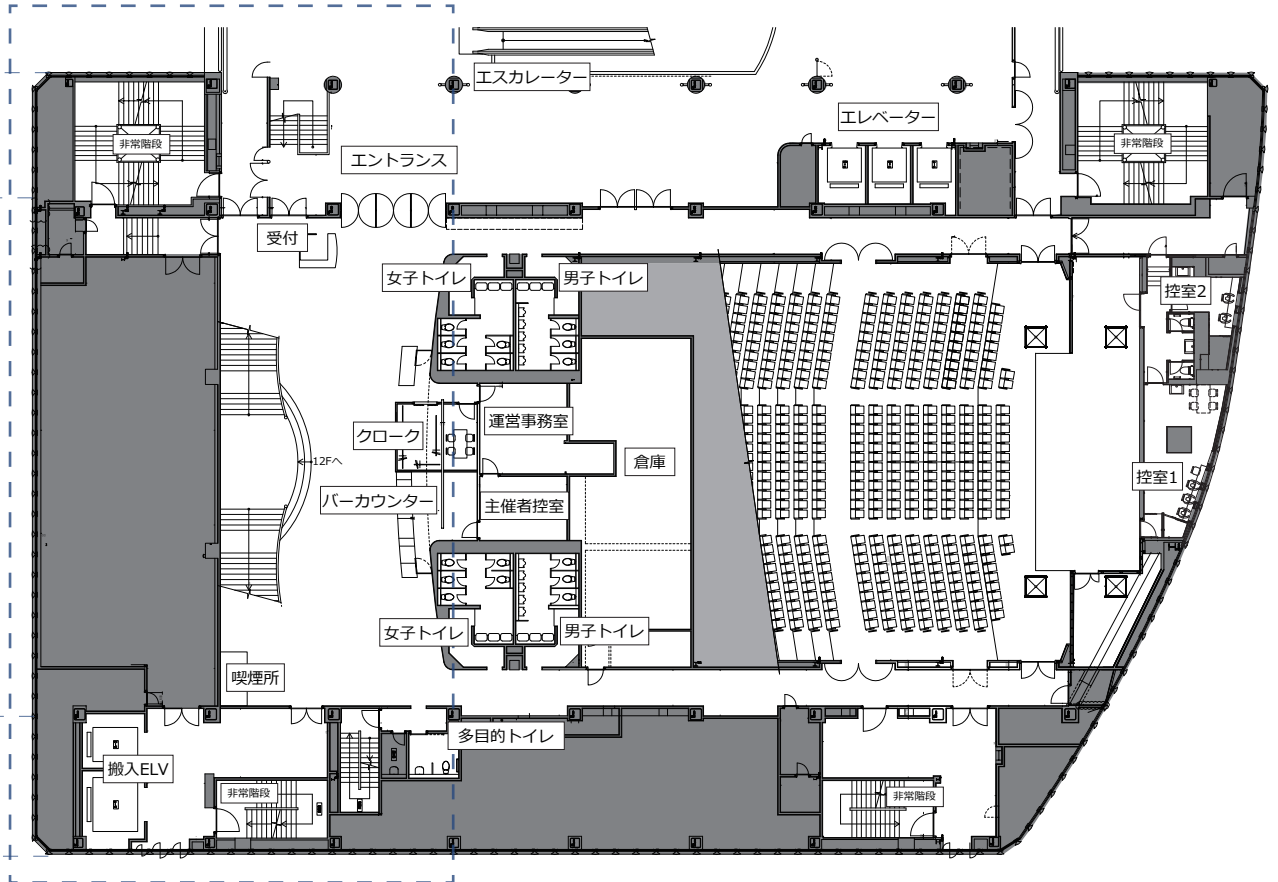 エスカレーター
エレベーター
非常階段
非常階段
エントランス
受付
女子トイレ
男子トイレ
控室2
運営事務室
クローク
12Fへ
倉庫
控室1
バーカウンター
主催者控室
女子トイレ
男子トイレ
喫煙所
多目的トイレ
搬入ELV
非常階段
非常階段